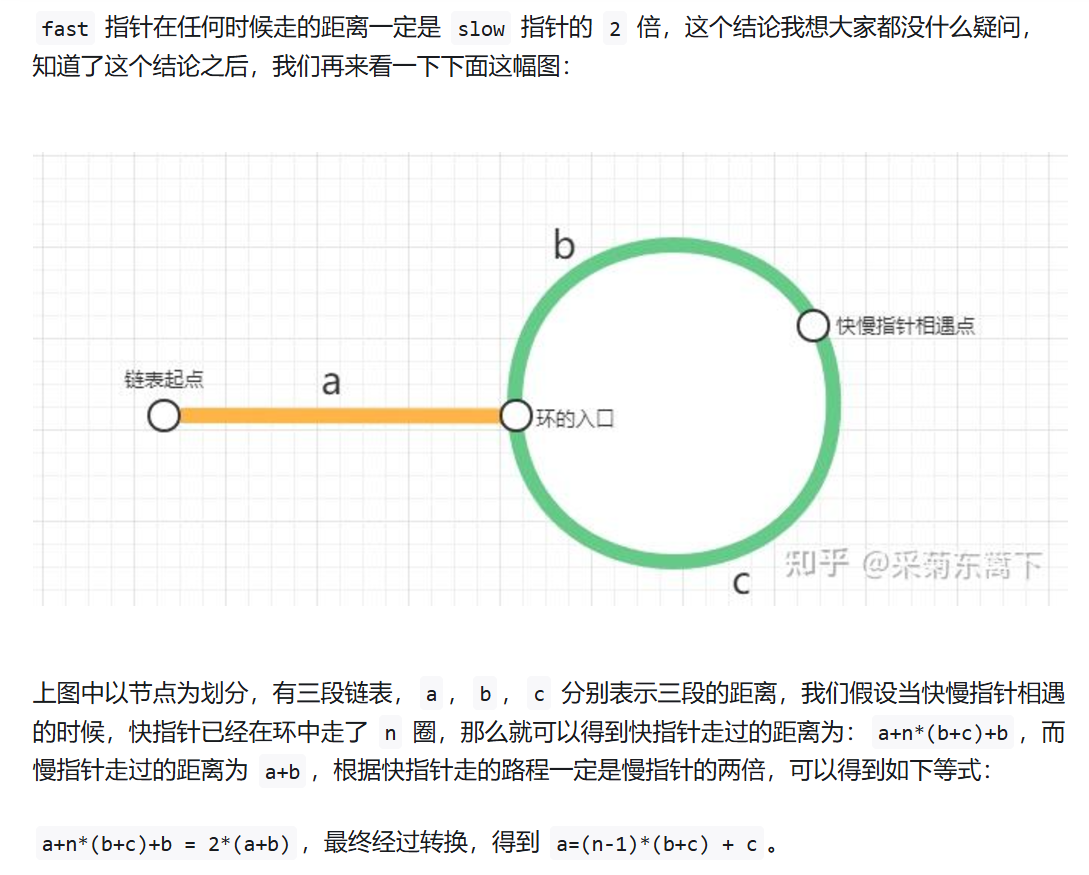 fast 指针在任何时候走的距离一定是 slow 指针的 2 倍，这个结论我想大家都没什么疑问，
知道了这个结论之后，我们再来看一下下面这幅图：
b
快慢指针相遇点
链表起点
a
环的入口
知乎 @采菊东蓠下
c
上图中以节点为划分，有三段链表， a ， b ， c 分别表示三段的距离，我们假设当快慢指针相遇
的时候，快指针已经在环中走了 n 圈，那么就可以得到快指针走过的距离为： a+n*(b+c)+b ，而
慢指针走过的距离为 a+b ，根据快指针走的路程一定是慢指针的两倍，可以得到如下等式：
a+n*(b+c)+b = 2*(a+b) ，最终经过转换，得到 a=(n-1)*(b+c) + c 。